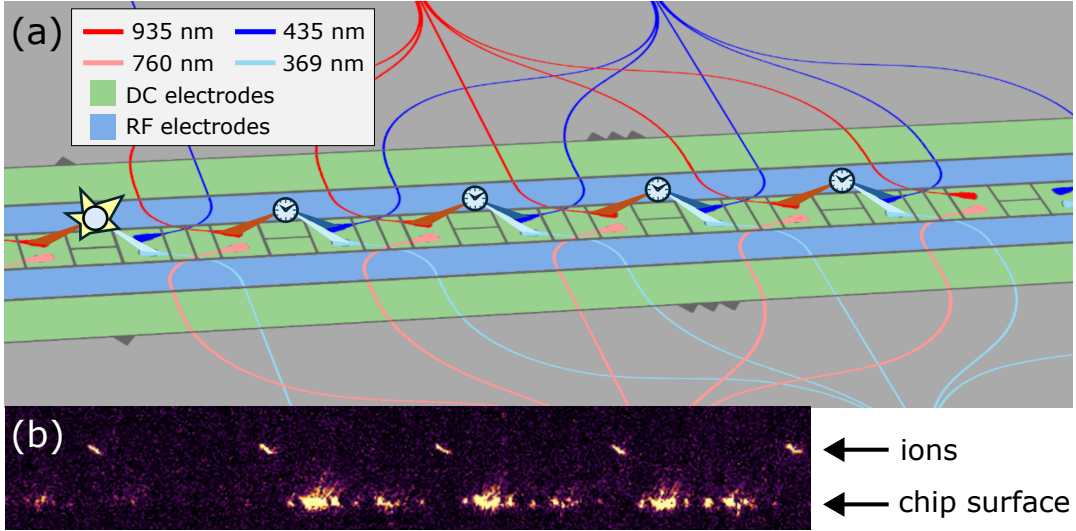 (a)
935 nm 435 nm
760 nm 369 nm
DC electrodes
RF electrodes
(b)
ions
chip surface